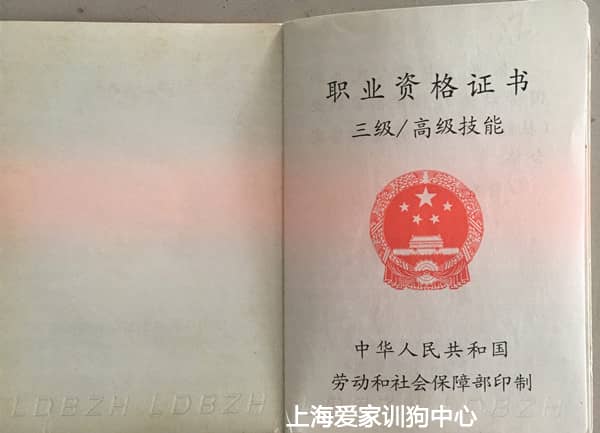 职业资格证书
三级/高级技能
中华人民共和国
劳动和社会保障部印制
LDBZH LDBZH LDBZH LDBZH
上海爱家训狗中心